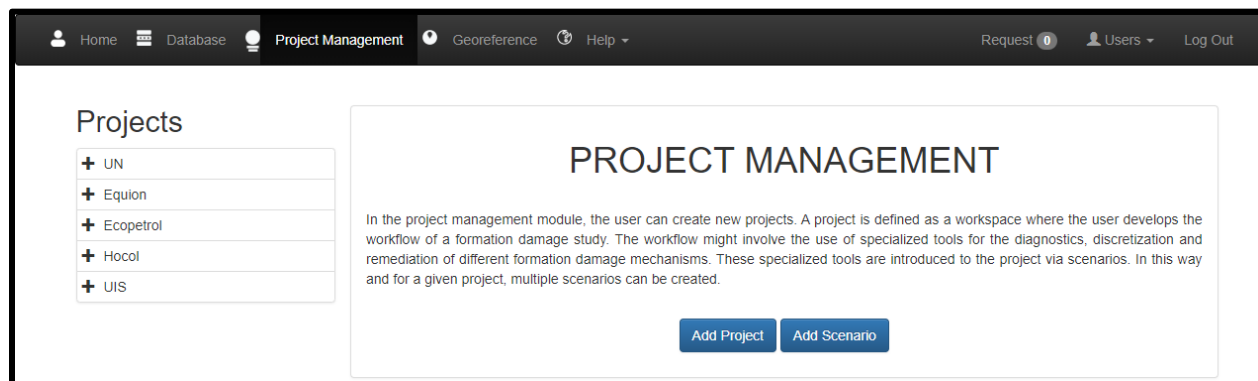 Home Database Project Management Georeference Help Request 0 Users Log Out
Projects
UN
Equion
Ecopetrol
Hocol
UIS
PROJECT MANAGEMENT
In the project management module, the user can create new projects. A project is defined as a workspace where the user develops the
workflow of a formation damage study. The workflow might involve the use of specialized tools for the diagnostics, discretization and
remediation of different formation damage mechanisms. These specialized tools are introduced to the project via scenarios. In this way
and for a given project, multiple scenarios can be created.
Add Project Add Scenario